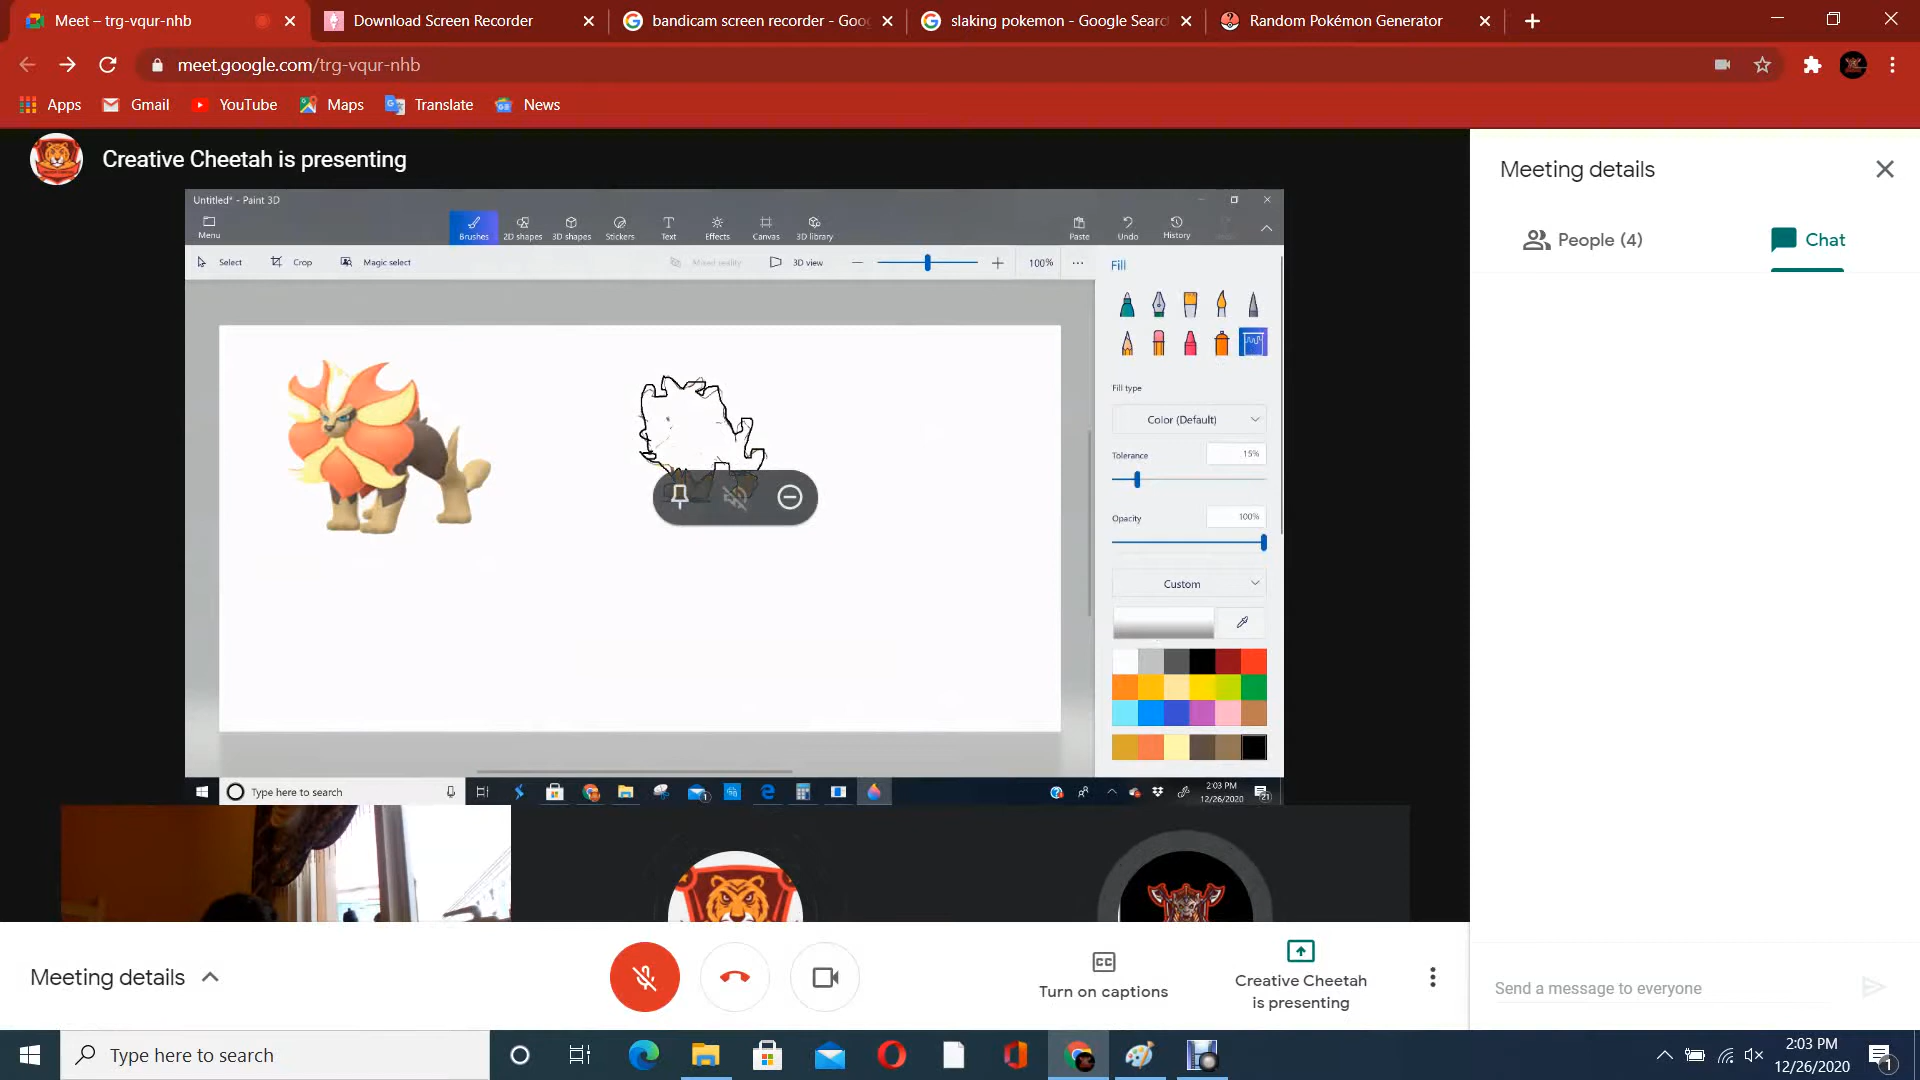 Meet – trg-vqur-nhb
Download Screen Recorder
bandicam screen recorder - Goo
slaking pokemon - Google Searc
Random Pokémon Generator
meet.google.com/trg-vqur-nhb
Apps
Gmail
YouTube
Maps
Translate
News
Creative Cheetah is presenting
Meeting details
People (4)
Chat
Untitled* - Paint 3D
Menu
Brushes
2D shapes
3D shapes
Stickers
Text
Effects
Canvas
3D library
Paste
Undo
History
Select
Crop
Magic select
Mixed reality
3D view
100%
Fill
Fill type
Color (Default)
Tolerance
15%
Opacity
100%
Custom
Type here to search
2:03 PM
12/26/2020
21
Meeting details
CC
Turn on captions
Creative Cheetah
is presenting
Send a message to everyone
Type here to search
2:03 PM
12/26/2020
1